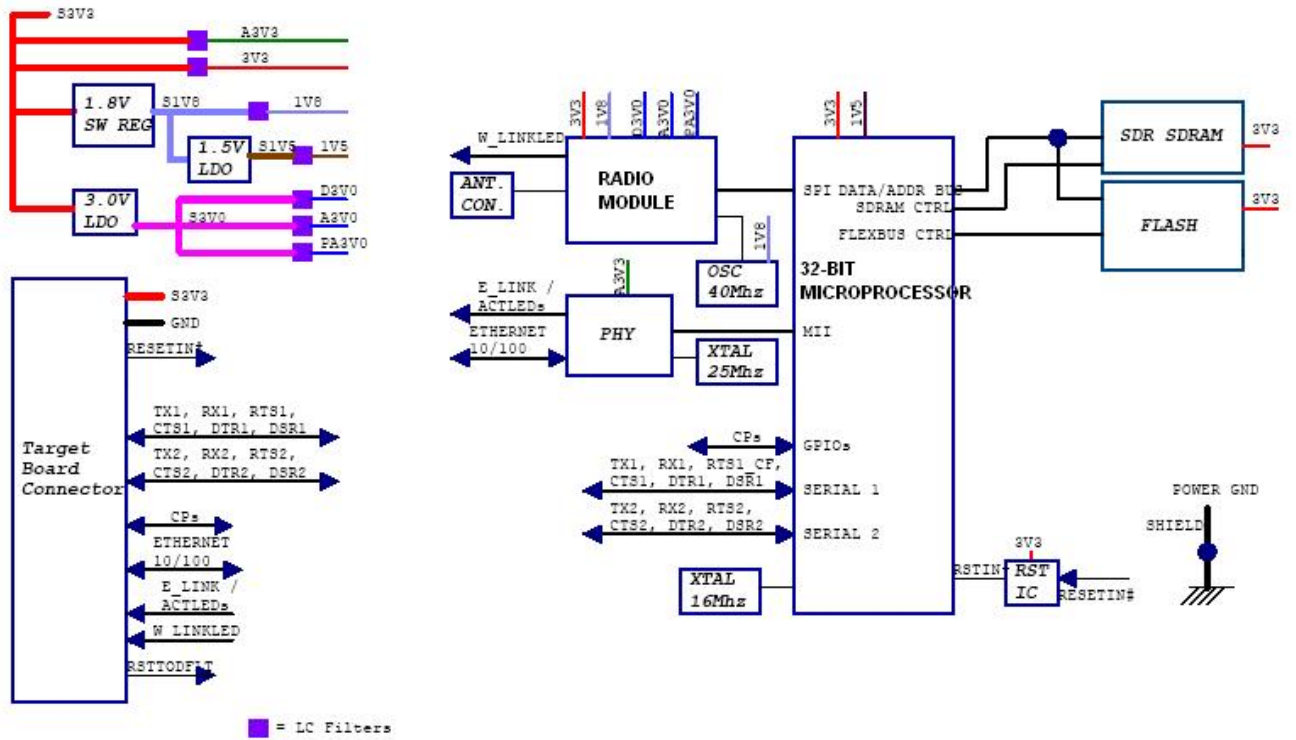 S3V3
A3V3
3V3
1.8V
SW REG
S1V8
1V8
1.5V
LDO
S1V5
1V5
3.0V
LDO
S3V0
D3V0
A3V0
PA3V0
Target
Board
Connector
S3V3
GND
RESETIN#
TX1, RX1, RTS1,
CTS1, DTR1, DSR1
TX2, RX2, RTS2,
CTS2, DTR2, DSR2
CPs
ETHERNET
10/100
E_LINK /
ACTLEDs
W_LINKLED
RSTTODFLT
= LC Filters
3V3
1V8
D3V0
A3V0
PA3V0
W_LINKLED
ANT.
CON.
RADIO
MODULE
1V8
OSC
40Mhz
A3V3
E_LINK /
ACTLEDs
ETHERNET
10/100
PHY
XTAL
25Mhz
3V3
1V5
SPI
DATA/ADDR BUS
SDRAM CTRL
FLEXBUS CTRL
32-BIT
MICROPROCESSOR
MII
CPs
GPIOs
TX1, RX1, RTS1_CF,
CTS1, DTR1, DSR1
SERIAL 1
TX2, RX2, RTS2,
CTS2, DTR2, DSR2
SERIAL 2
XTAL
16Mhz
SDR SDRAM
3V3
FLASH
3V3
3V3
RSTIN
RST
IC
RESETIN#
POWER GND
SHIELD